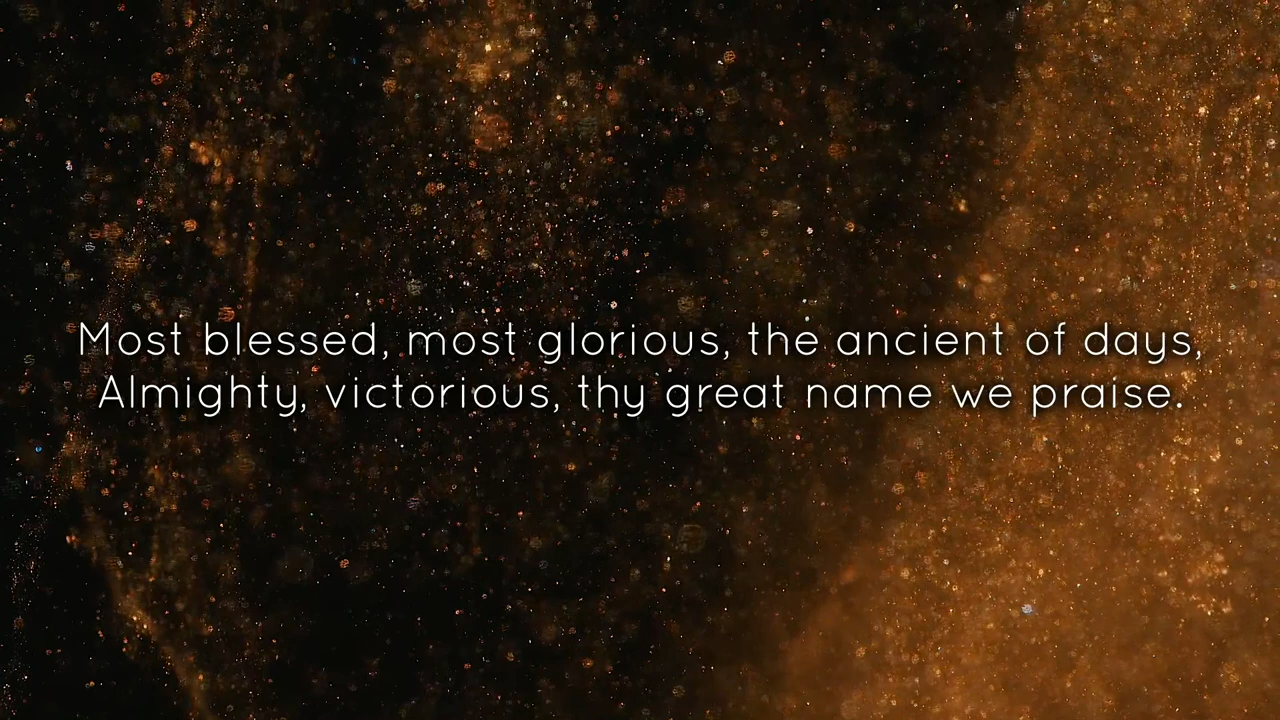 Most blessed, most glorious, the ancient of days,
Almighty, victorious, thy great name we praise.